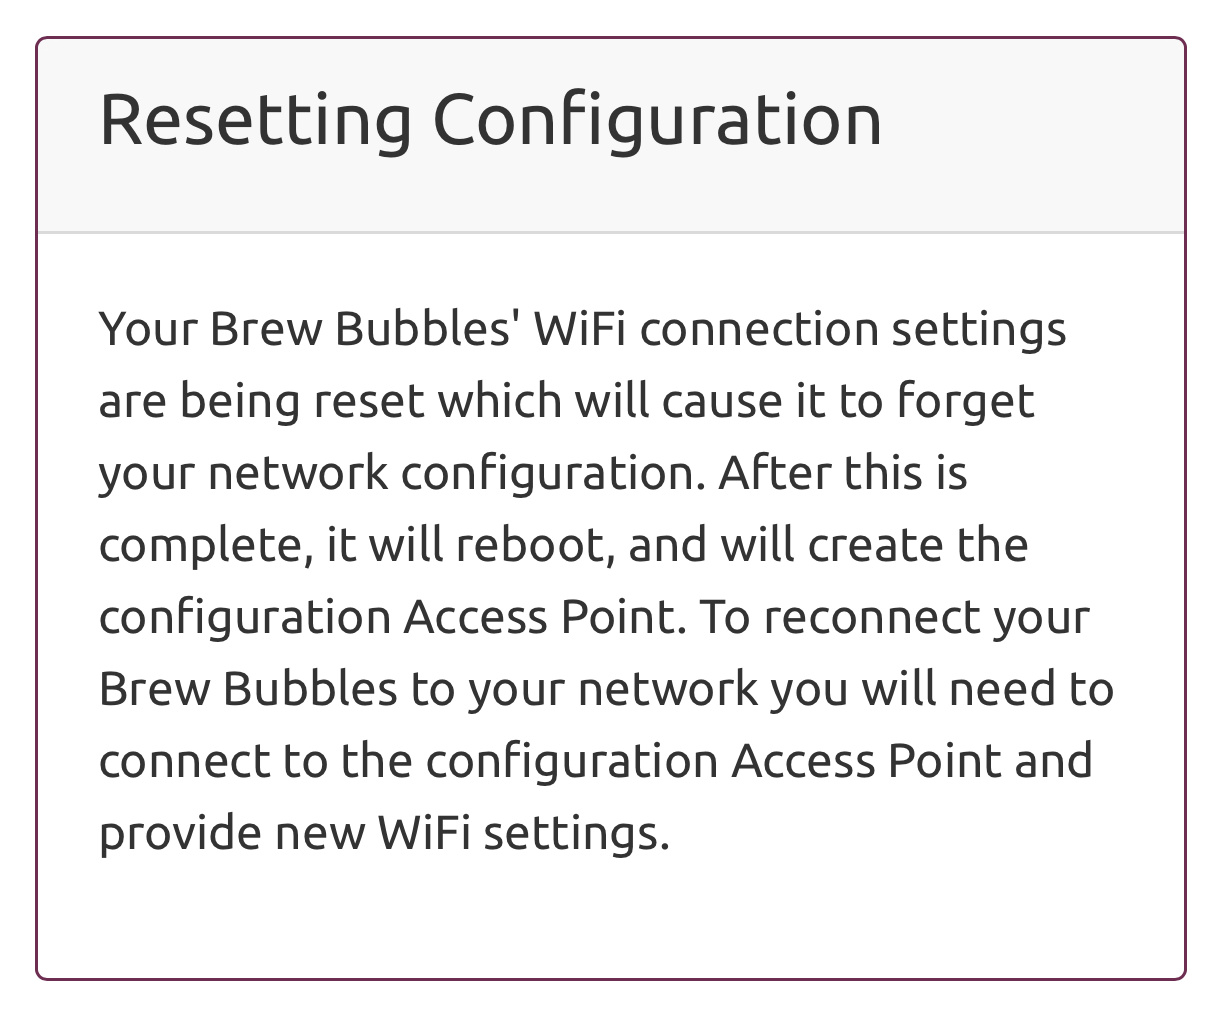 Resetting Configuration
Your Brew Bubbles' WiFi connection settings
are being reset which will cause it to forget
your network configuration. After this is
complete, it will reboot, and will create the
configuration Access Point. To reconnect your
Brew Bubbles to your network you will need to
connect to the configuration Access Point and
provide new WiFi settings.